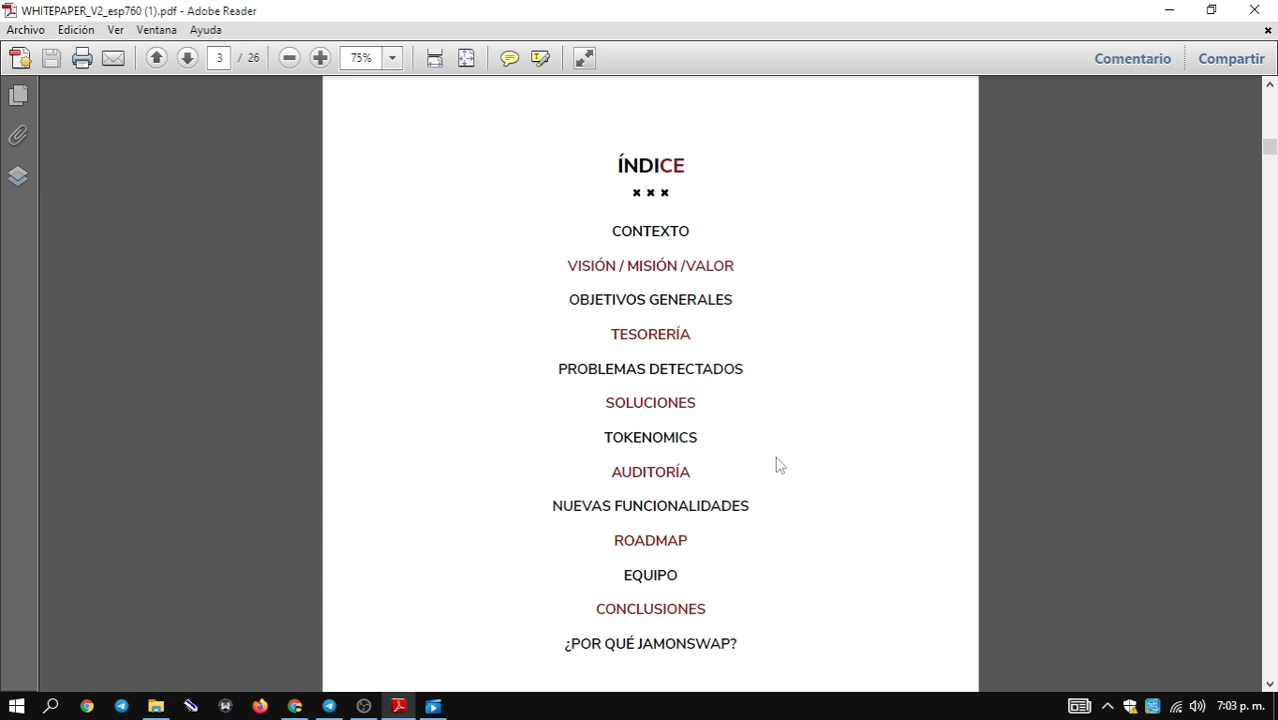 WHITEPAPER_V2_esp760 (1).pdf - Adobe Reader
Archivo Edición Ver Ventana Ayuda
3 / 26 75% Comentario Compartir
ÍNDICE
CONTEXTO
VISIÓN / MISIÓN /VALOR
OBJETIVOS GENERALES
TESORERÍA
PROBLEMAS DETECTADOS
SOLUCIONES
TOKENOMICS
AUDITORÍA
NUEVAS FUNCIONALIDADES
ROADMAP
EQUIPO
CONCLUSIONES
¿POR QUÉ JAMONSWAP?
7:03 p. m.